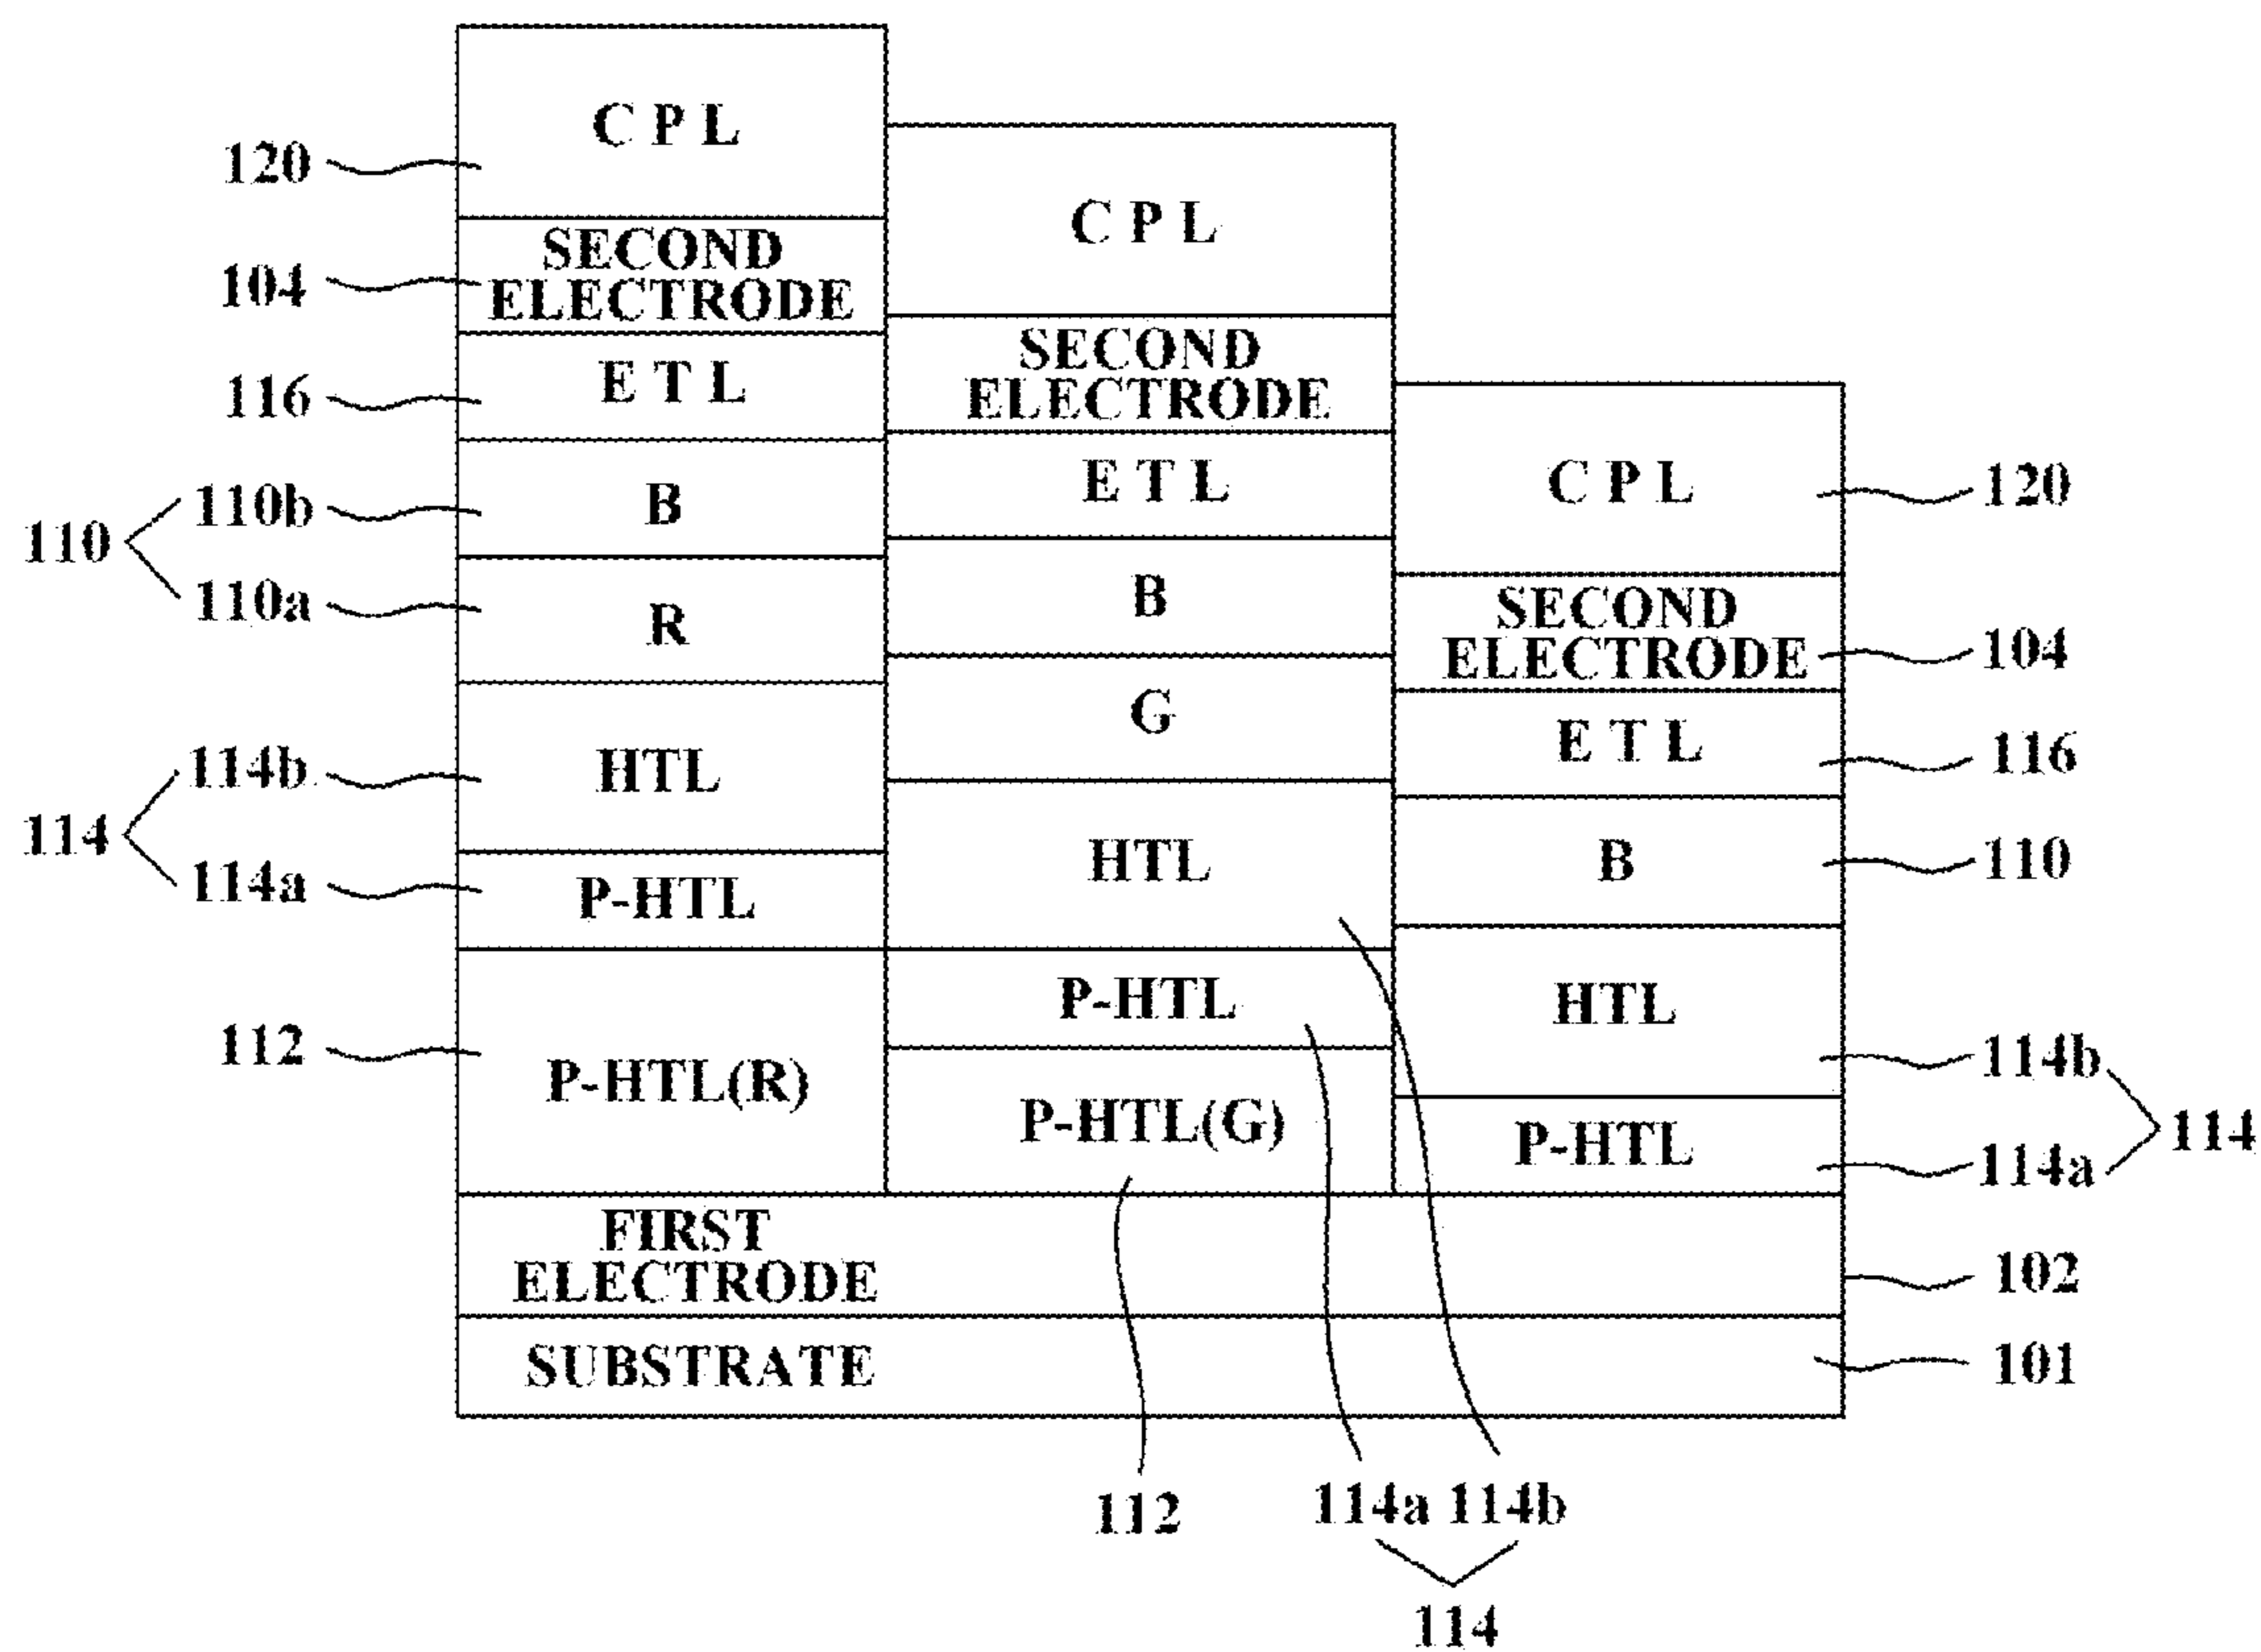 C P L
120
SECOND
ELECTRODE
104
E T L
116
B
110b
110
R
110a
HTL
114b
114
P-HTL
114a
P-HTL(R)
112
C P L
SECOND
ELECTRODE
E T L
B
G
HTL
P-HTL
P-HTL(G)
C P L
120
SECOND
ELECTRODE
104
E T L
116
B
110
HTL
114b
P-HTL
114a
114
FIRST
ELECTRODE
102
SUBSTRATE
101
112
114a 114b
114